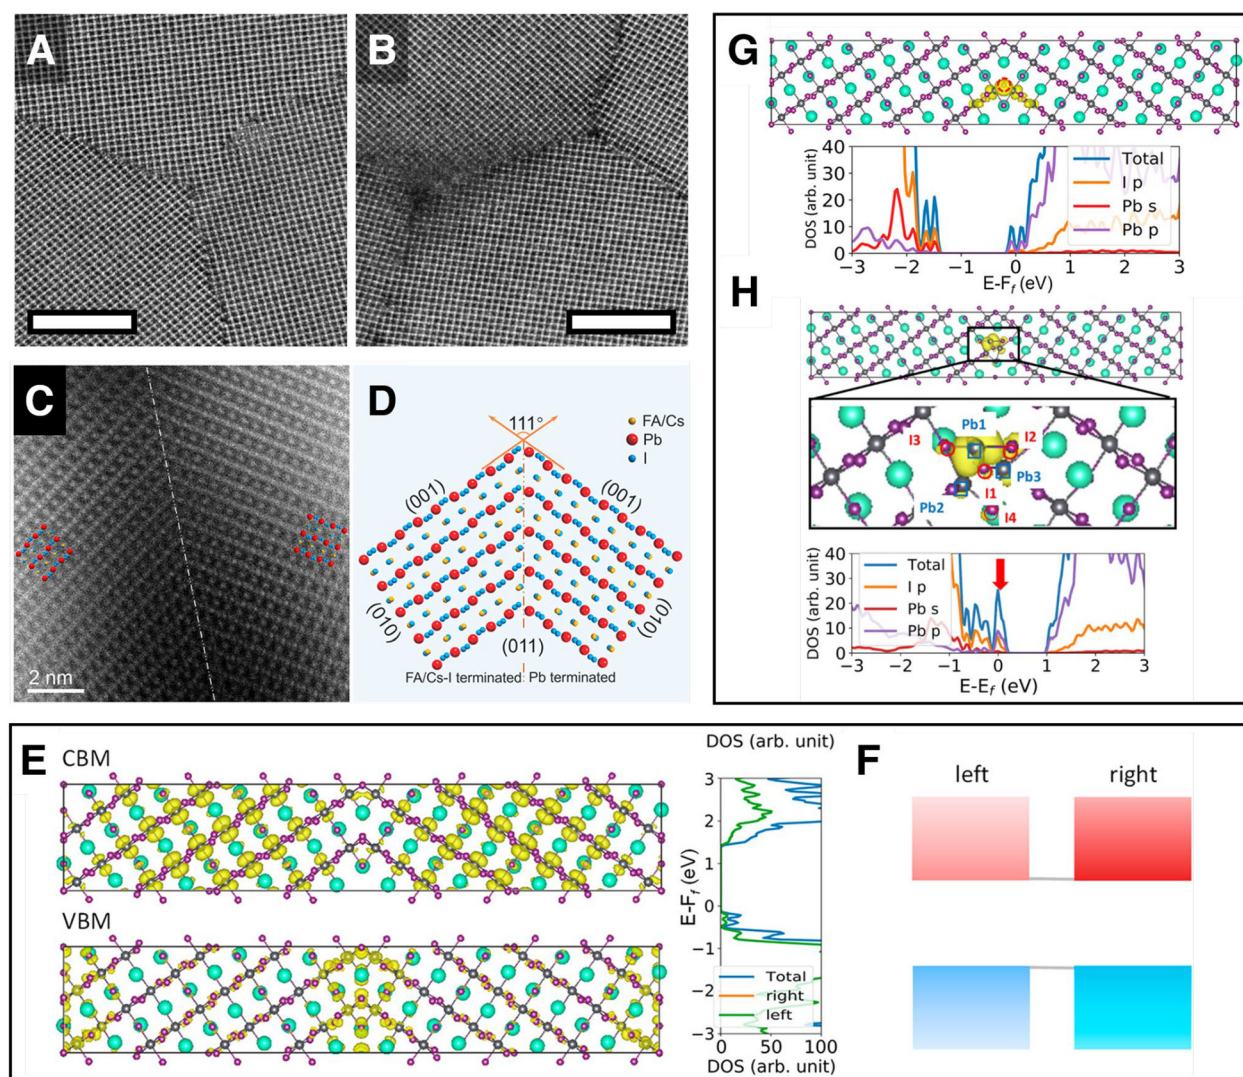 A
B
C
2 nm
D
111°
FA/Cs
Pb
I
(001)
(001)
(010)
(010)
(011)
FA/Cs-I terminated
Pb terminated
G
DOS (arb. unit)
40
30
20
10
0
Total
I p
Pb s
Pb p
−3 −2 −1 0 1 2 3
E-F_f (eV)
H
I3
Pb1
I2
Pb3
Pb2
I1
I4
DOS (arb. unit)
40
30
20
10
0
Total
I p
Pb s
Pb p
−3 −2 −1 0 1 2 3
E-E_f (eV)
E
CBM
VBM
DOS (arb. unit)
E-F_f (eV)
3
2
1
0
−1
−2
−3
Total
right
left
0 50 100
DOS (arb. unit)
F
left
right